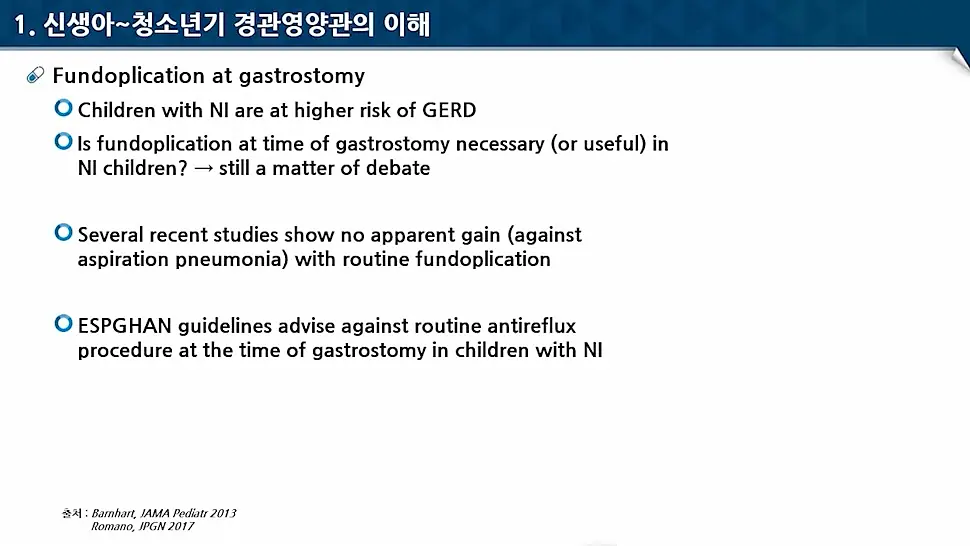 1. 신생아~청소년기 경관영양관의 이해
Fundoplication at gastrostomy
Children with NI are at higher risk of GERD
Is fundoplication at time of gastrostomy necessary (or useful) in
NI children? → still a matter of debate
Several recent studies show no apparent gain (against
aspiration pneumonia) with routine fundoplication
ESPGHAN guidelines advise against routine antireflux
procedure at the time of gastrostomy in children with NI
출처 : Barnhart, JAMA Pediatr 2013
Romano, JPGN 2017